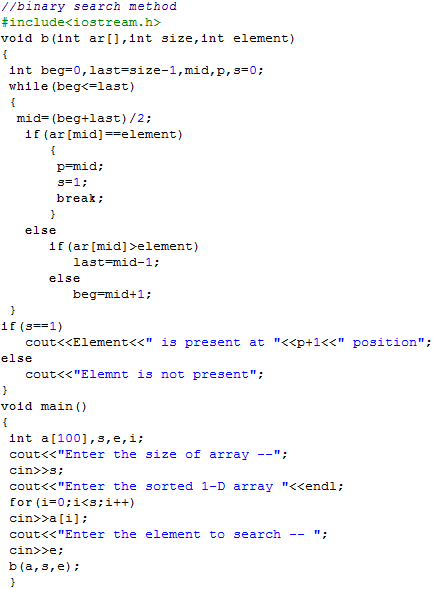 //binary search method
#include<iostream.h>
void b(int ar[],int size,int element)
{
int beg=0,last=size-1,mid,p,s=0;
while(beg<=last)
{
mid=(beg+last)/2;
if(ar[mid]==element)
{
p=mid;
s=1;
break;
}
else
if(ar[mid]>element)
last=mid-1;
else
beg=mid+1;
}
if(s==1)
cout<<Element<<" is present at "<<p+1<<" position";
else
cout<<"Elemnt is not present";
}
void main()
{
int a[100],s,e,i;
cout<<"Enter the size of array --";
cin>>s;
cout<<"Enter the sorted 1-D array "<<endl;
for(i=0;i<s;i++)
cin>>a[i];
cout<<"Enter the element to search -- ";
cin>>e;
b(a,s,e);
}